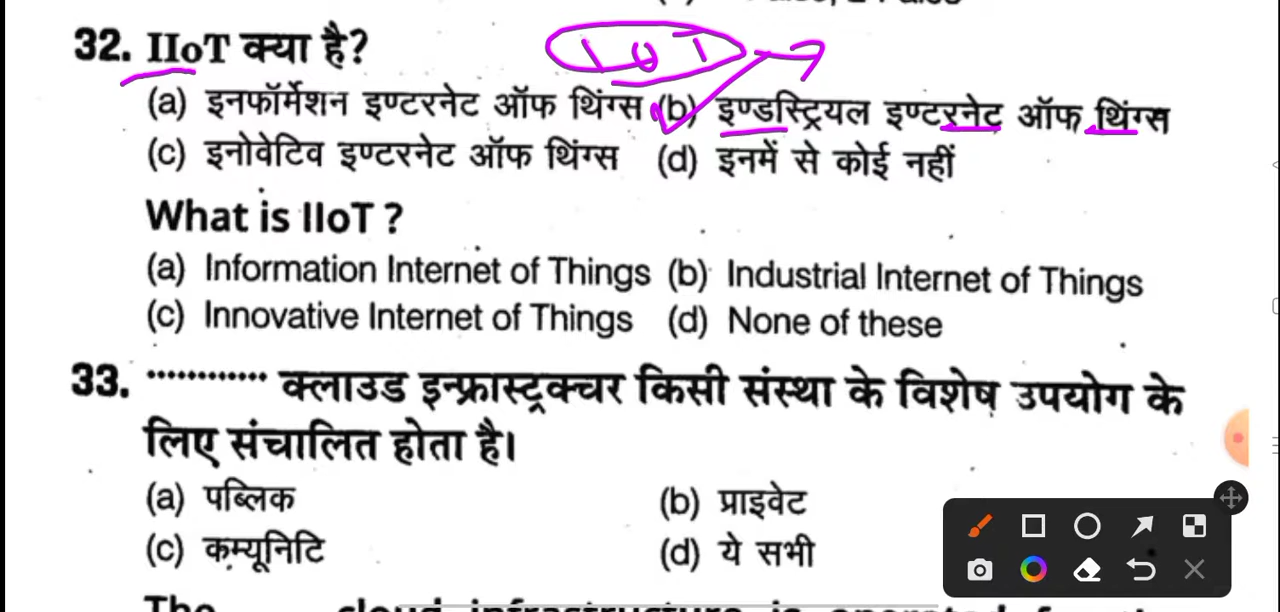 32. IIoT क्या है? IOT
(a) इनफॉर्मेशन इण्टरनेट ऑफ थिंग्स (b) इण्डस्ट्रियल इण्टरनेट ऑफ थिंग्स
(c) इनोवेटिव इण्टरनेट ऑफ थिंग्स (d) इनमें से कोई नहीं
What is IIoT ?
(a) Information Internet of Things (b) Industrial Internet of Things
(c) Innovative Internet of Things (d) None of these
33. ............. क्लाउड इन्फ्रास्ट्रक्चर किसी संस्था के विशेष उपयोग के
लिए संचालित होता है।
(a) पब्लिक (b) प्राइवेट
(c) कम्यूनिटि (d) ये सभी